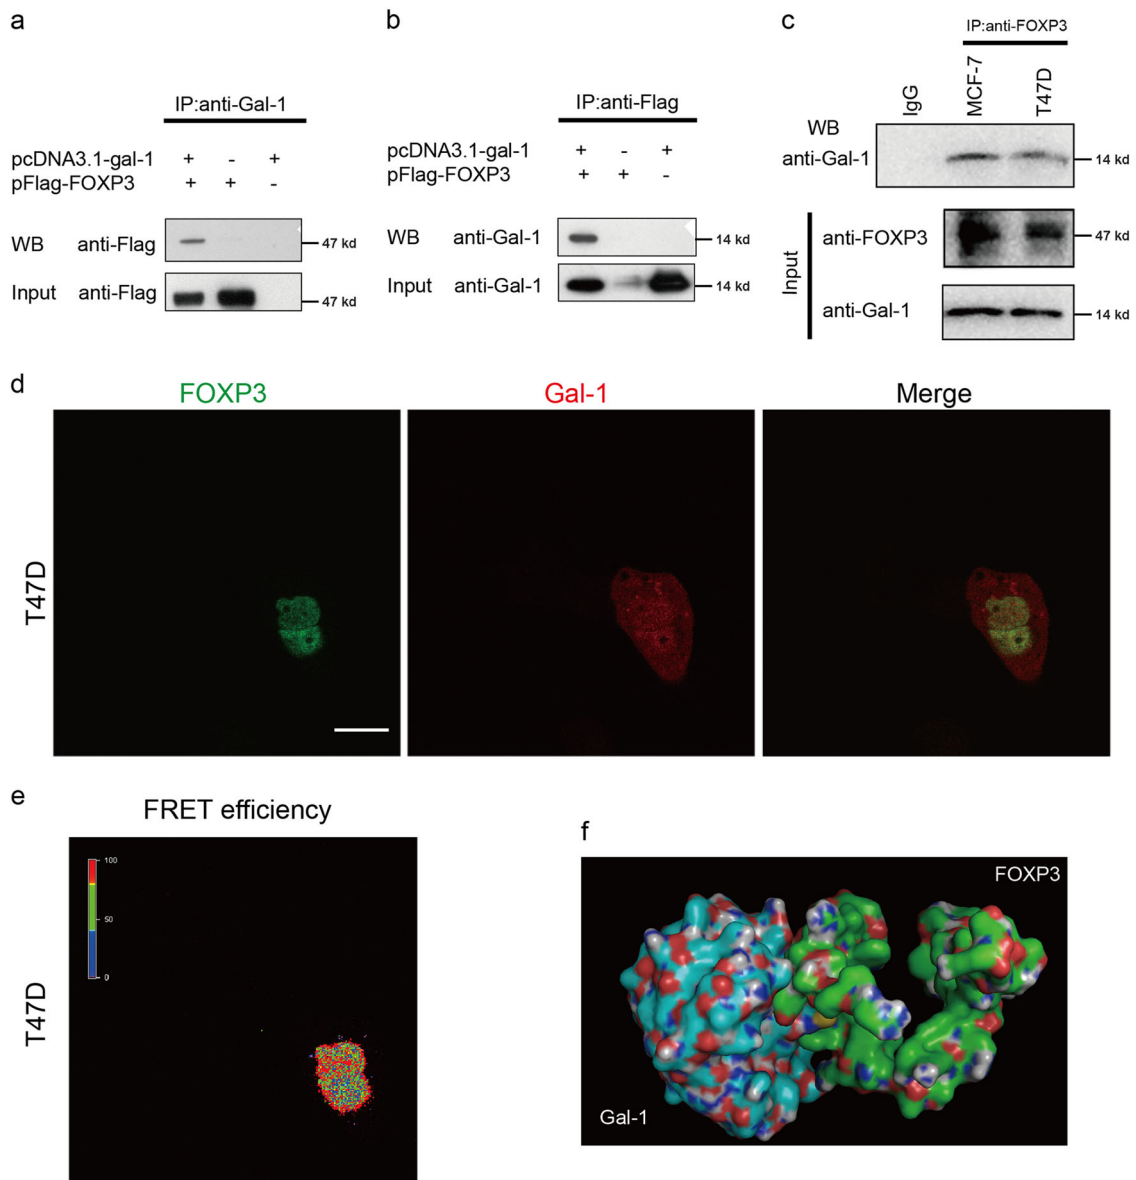 a
IP:anti-Gal-1
pcDNA3.1-gal-1 + - +
pFlag-FOXP3 + + -
WB anti-Flag 47 kd
Input anti-Flag 47 kd
b
IP:anti-Flag
pcDNA3.1-gal-1 + - +
pFlag-FOXP3 + + -
WB anti-Gal-1 14 kd
Input anti-Gal-1 14 kd
c
IP:anti-FOXP3
IgG MCF-7 T47D
WB
anti-Gal-1 14 kd
Input
anti-FOXP3 47 kd
anti-Gal-1 14 kd
d
FOXP3 Gal-1 Merge
T47D
e
FRET efficiency
100
50
0
T47D
f
FOXP3
Gal-1